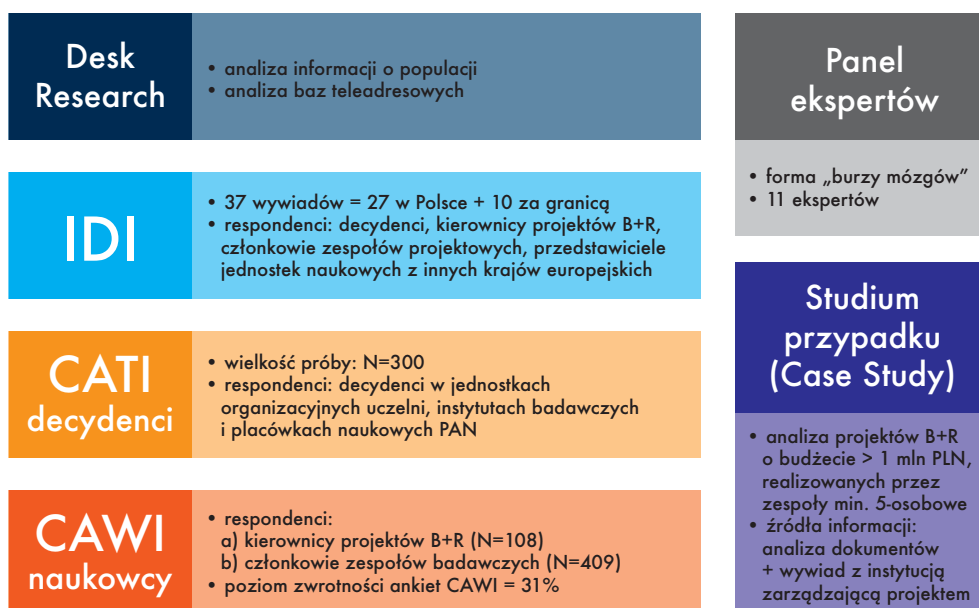 Desk
Research
• analiza informacji o populacji
• analiza baz teleadresowych
IDI
• 37 wywiadów = 27 w Polsce + 10 za granicą
• respondenci: decydenci, kierownicy projektów B+R,
członkowie zespołów projektowych, przedstawiciele
jednostek naukowych z innych krajów europejskich
CATI
decydenci
• wielkość próby: N=300
• respondenci: decydenci w jednostkach
organizacyjnych uczelni, instytutach badawczych
i placówkach naukowych PAN
CAWI
naukowcy
• respondenci:
a) kierownicy projektów B+R (N=108)
b) członkowie zespołów badawczych (N=409)
• poziom zwrotności ankiet CAWI = 31%
Panel
ekspertów
• forma „burzy mózgów”
• 11 ekspertów
Studium
przypadku
(Case Study)
• analiza projektów B+R
o budżecie > 1 mln PLN,
realizowanych przez
zespoły min. 5-osobowe
• źródła informacji:
analiza dokumentów
+ wywiad z instytucją
zarządzającą projektem